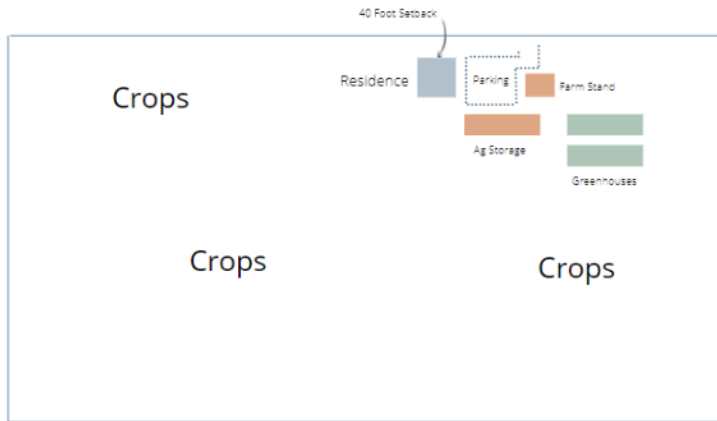 40 Foot Setback
Residence
Parking
Farm Stand
Crops
Ag Storage
Greenhouses
Crops
Crops